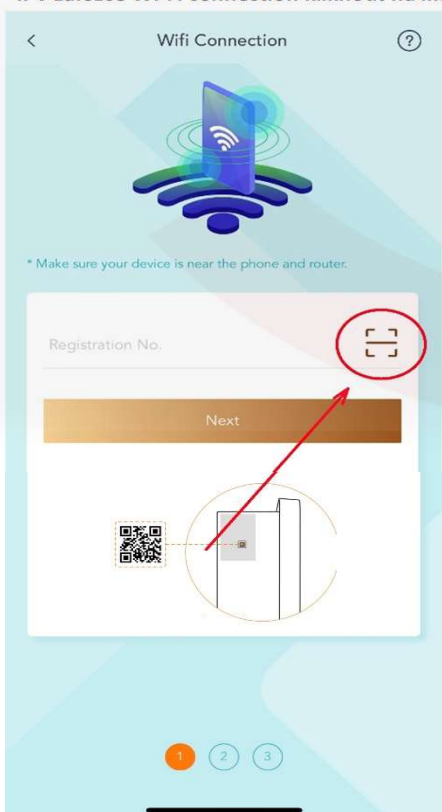 Wifi Connection
?
* Make sure your device is near the phone and router.
Registration No.
Next
1 2 3